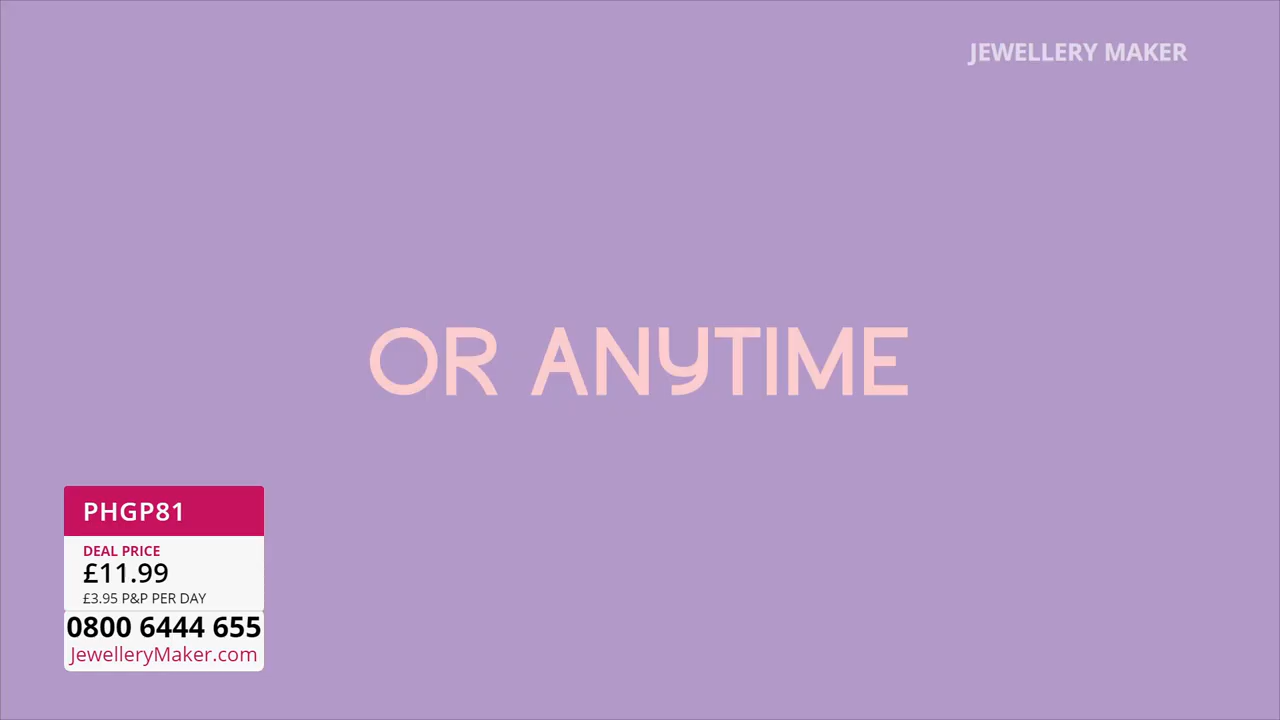 JEWELLERY MAKER
OR ANYTIME
PHGP81
DEAL PRICE
£11.99
£3.95 P&P PER DAY
0800 6444 655
JewelleryMaker.com